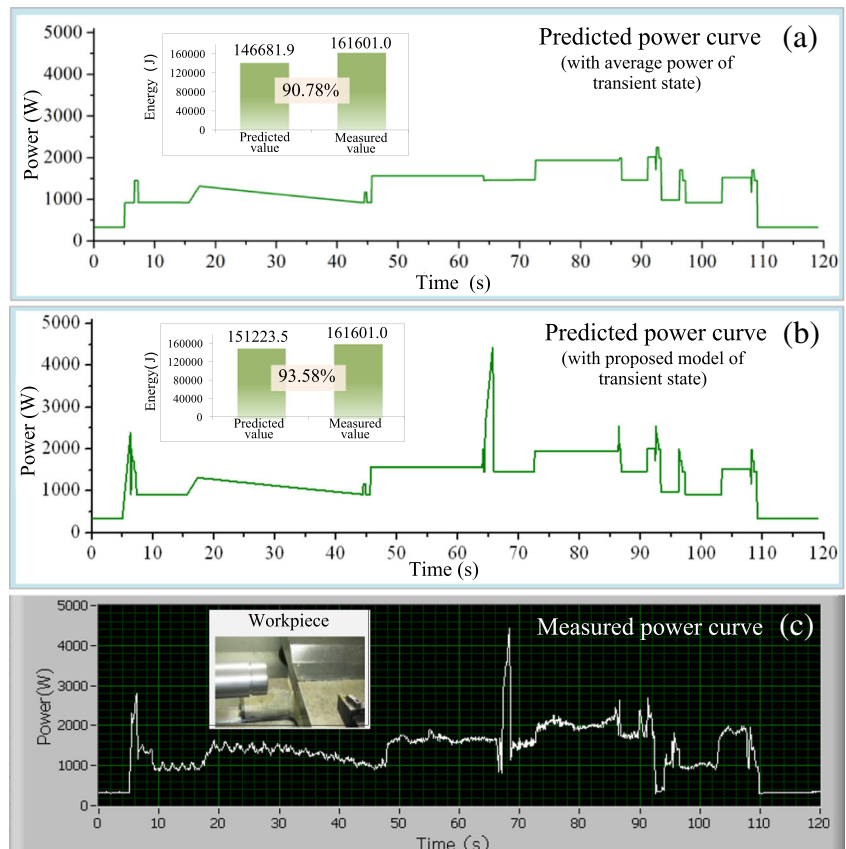 Predicted power curve (a)
(with average power of
transient state)
146681.9 161601.0
90.78%
Energy (J)
160000
120000
80000
40000
0
Predicted value
Measured value
Power (W)
5000
4000
3000
2000
1000
0
0 10 20 30 40 50 60 70 80 90 100 110 120
Time (s)
Predicted power curve (b)
(with proposed model of
transient state)
151223.5 161601.0
93.58%
Energy(J)
160000
120000
80000
40000
0
Predicted value
Measured value
Power (W)
5000
4000
3000
2000
1000
0
0 10 20 30 40 50 60 70 80 90 100 110 120
Time (s)
Measured power curve (c)
Workpiece
Power(W)
5000
4000
3000
2000
1000
0
0 10 20 30 40 50 60 70 80 90 100 110 120
Time (s)